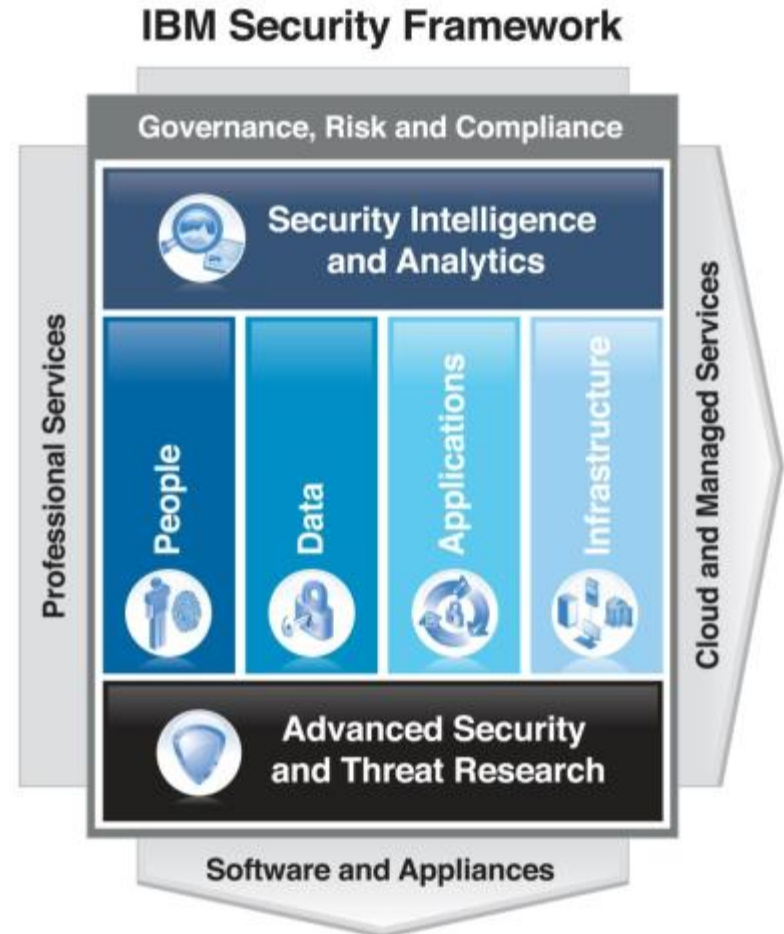 IBM Security Framework
Governance, Risk and Compliance
Security Intelligence
and Analytics
Professional Services
People
Data
Applications
Infrastructure
Cloud and Managed Services
Advanced Security
and Threat Research
Software and Appliances